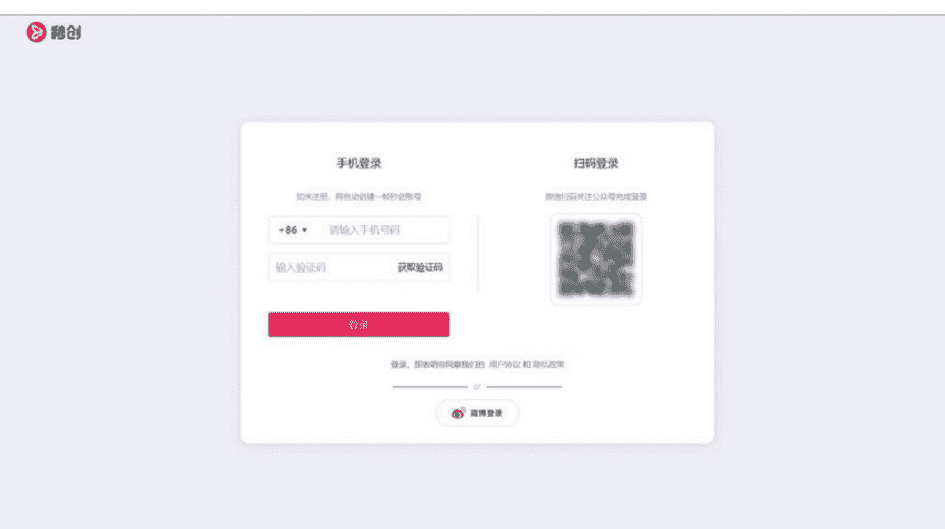 秒创
手机登录
如未注册，将自动创建一帧秒创账号
+86
请输入手机号码
输入验证码
获取验证码
登录
扫码登录
微信扫码关注公众号完成登录
登录，即表明你同意我们的 用户协议 和 隐私政策
or
微博登录